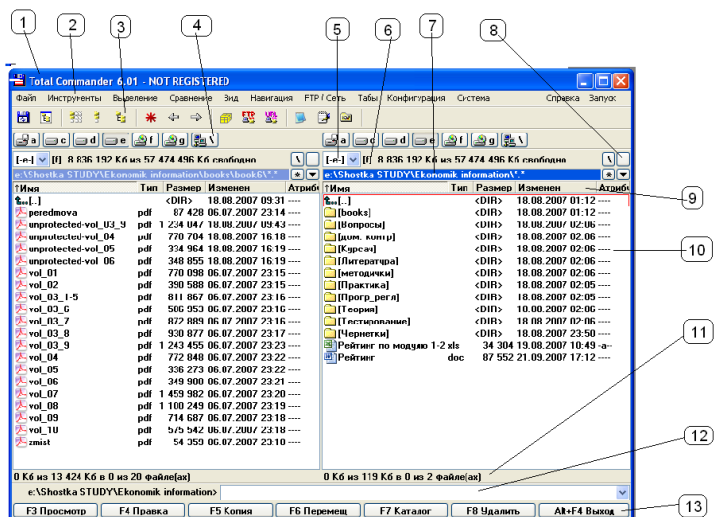 1 2 3 4 5 6 7 8
Total Commander 6.01 - NOT REGISTERED
Файл Инструменты Выделение Сравнение Вид Навигация FTP / Сеть Табы Конфигурация Система Справка Запуск
a c d e f g \ a c d e f g \
[-e-] [f] 8 836 192 Кб из 57 474 496 Кб свободно \ [-e-] [f] 8 836 192 Кб из 57 474 496 Кб свободно \
e:\Shostka STUDY\Ekonomik information\books\book6\*.* * e:\Shostka STUDY\Ekonomik information\*.* *
↑Имя Тип Размер Изменен Атрибу ↑Имя Тип Размер Изменен Атрибу
9
[..] <DIR> 18.08.2007 09:31 ---- [..] <DIR> 18.08.2007 01:12 ----
peredmova pdf 87 428 06.07.2007 23:14 ---- [books] <DIR> 18.08.2007 01:12 ----
unprotected-vol_03_9 pdf 1 234 047 18.08.2007 09:43 ---- [Вопросы] <DIR> 18.08.2007 02:06 ----
unprotected-vol_04 pdf 770 704 18.08.2007 16:18 ---- [дом. контр] <DIR> 18.08.2007 02:06 ----
unprotected-vol_05 pdf 334 964 18.08.2007 16:19 ---- [Курсач] <DIR> 18.08.2007 02:06 ----
10
unprotected-vol_06 pdf 348 855 18.08.2007 16:19 ---- [Литература] <DIR> 18.08.2007 02:06 ----
vol_01 pdf 770 098 06.07.2007 23:15 ---- [методички] <DIR> 18.08.2007 02:06 ----
vol_02 pdf 390 588 06.07.2007 23:15 ---- [Практика] <DIR> 18.08.2007 02:05 ----
vol_03_1-5 pdf 811 867 06.07.2007 23:16 ---- [Прогр_регл] <DIR> 18.08.2007 02:05 ----
vol_03_6 pdf 506 953 06.07.2007 23:16 ---- [Теория] <DIR> 18.08.2007 02:06 ----
vol_03_7 pdf 872 889 06.07.2007 23:16 ---- [Тестирование] <DIR> 18.08.2007 02:06 ----
vol_03_8 pdf 930 877 06.07.2007 23:17 ---- [Чернетки] <DIR> 18.08.2007 23:50 ----
vol_03_9 pdf 1 243 455 06.07.2007 23:23 ---- Рейтинг по модулю 1-2 xls 34 304 19.08.2007 10:49 -a--
vol_04 pdf 772 848 06.07.2007 23:22 ---- Рейтинг doc 87 552 21.09.2007 17:12 ----
11
vol_05 pdf 336 273 06.07.2007 23:22 ----
vol_06 pdf 349 900 06.07.2007 23:21 ----
vol_07 pdf 1 459 982 06.07.2007 23:20 ----
vol_08 pdf 1 100 249 06.07.2007 23:19 ----
vol_09 pdf 714 687 06.07.2007 23:18 ----
vol_10 pdf 575 542 06.07.2007 23:18 ----
12
zmist pdf 54 359 06.07.2007 23:10 ----
0 Кб из 13 424 Кб в 0 из 20 файле(ах) 0 Кб из 119 Кб в 0 из 2 файле(ах)
e:\Shostka STUDY\Ekonomik information>
F3 Просмотр F4 Правка F5 Копия F6 Перемещ F7 Каталог F8 Удалить Alt+F4 Выход 13